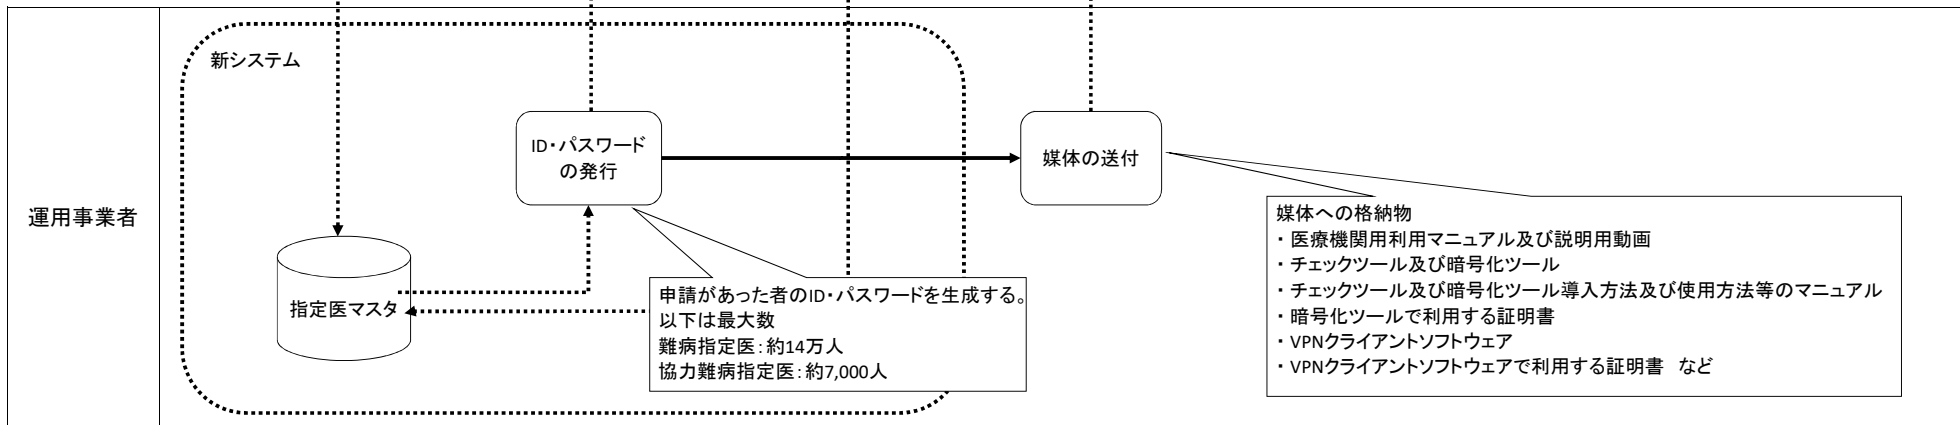 運用事業者
新システム
ID・パスワード
の発行
媒体の送付
指定医マスタ
申請があった者のID・パスワードを生成する。
以下は最大数
難病指定医：約14万人
協力難病指定医：約7,000人
媒体への格納物
・ 医療機関用利用マニュアル及び説明用動画
・ チェックツール及び暗号化ツール
・ チェックツール及び暗号化ツール導入方法及び使用方法等のマニュアル
・ 暗号化ツールで利用する証明書
・ VPNクライアントソフトウェア
・ VPNクライアントソフトウェアで利用する証明書　など